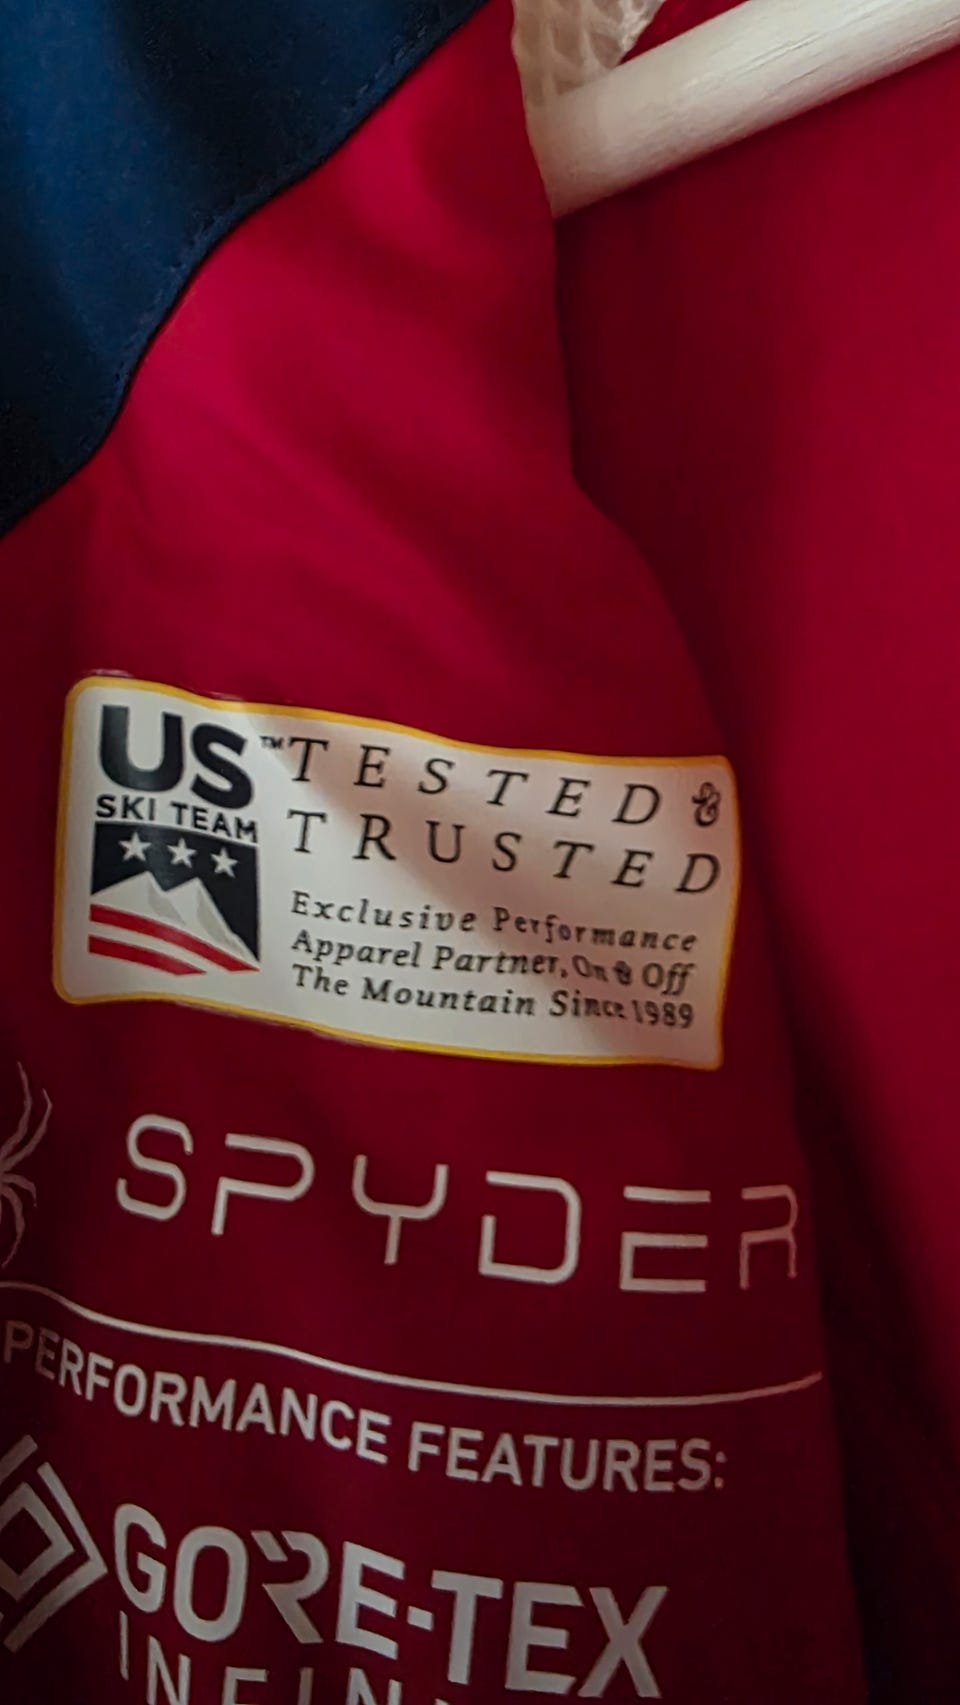 US™
SKI TEAM
TESTED &
TRUSTED
Exclusive Performance
Apparel Partner, On & Off
The Mountain Since 1989
SPYDER
PERFORMANCE FEATURES:
GORE-TEX